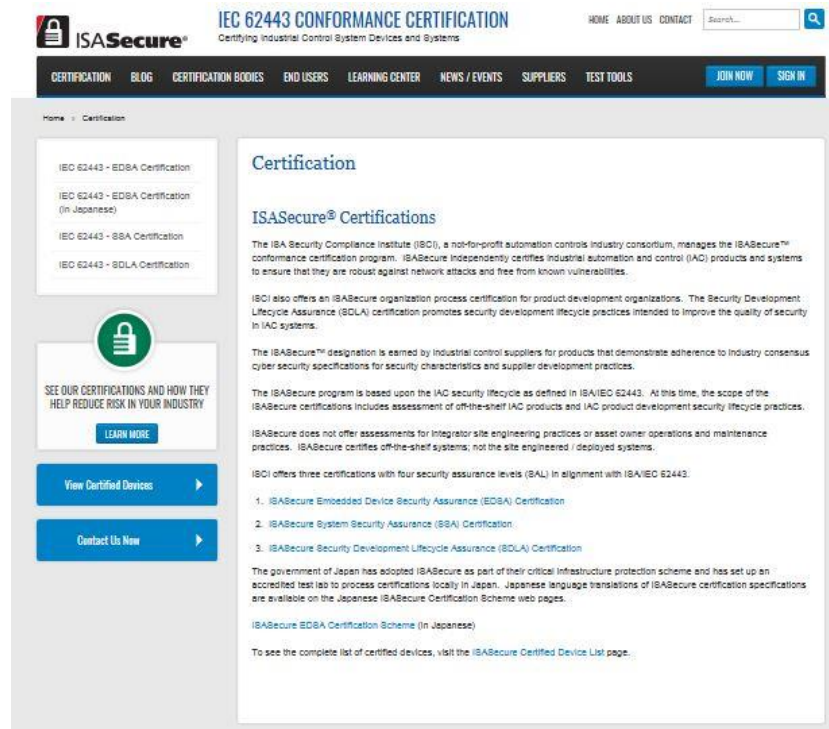 ISASecure®
IEC 62443 CONFORMANCE CERTIFICATION
Certifying Industrial Control System Devices and Systems
HOME ABOUT US CONTACT
Search...
CERTIFICATION BLOG CERTIFICATION BODIES END USERS LEARNING CENTER NEWS / EVENTS SUPPLIERS TEST TOOLS
JOIN NOW SIGN IN
Home › Certification
IEC 62443 - EDSA Certification
IEC 62443 - EDSA Certification
(in Japanese)
IEC 62443 - SSA Certification
IEC 62443 - SDLA Certification
SEE OUR CERTIFICATIONS AND HOW THEY
HELP REDUCE RISK IN YOUR INDUSTRY
LEARN MORE
View Certified Devices
Contact Us Now
Certification
ISASecure® Certifications
The ISA Security Compliance Institute (ISCI), a not-for-profit automation controls industry consortium, manages the ISASecure™
conformance certification program. ISASecure independently certifies industrial automation and control (IAC) products and systems
to ensure that they are robust against network attacks and free from known vulnerabilities.
ISCI also offers an ISASecure organization process certification for product development organizations. The Security Development
Lifecycle Assurance (SDLA) certification promotes security development lifecycle practices intended to improve the quality of security
in IAC systems.
The ISASecure™ designation is earned by industrial control suppliers for products that demonstrate adherence to industry consensus
cyber security specifications for security characteristics and supplier development practices.
The ISASecure program is based upon the IAC security lifecycle as defined in ISA/IEC 62443. At this time, the scope of the
ISASecure certifications includes assessment of off-the-shelf IAC products and IAC product development security lifecycle practices.
ISASecure does not offer assessments for integrator site engineering practices or asset owner operations and maintenance
practices. ISASecure certifies off-the-shelf systems; not the site engineered / deployed systems.
ISCI offers three certifications with four security assurance levels (SAL) in alignment with ISA/IEC 62443.
1. ISASecure Embedded Device Security Assurance (EDSA) Certification
2. ISASecure System Security Assurance (SSA) Certification
3. ISASecure Security Development Lifecycle Assurance (SDLA) Certification
The government of Japan has adopted ISASecure as part of their critical infrastructure protection scheme and has set up an
accredited test lab to process certifications locally in Japan. Japanese language translations of ISASecure certification specifications
are available on the Japanese ISASecure Certification Scheme web pages.
ISASecure EDSA Certification Scheme (in Japanese)
To see the complete list of certified devices, visit the ISASecure Certified Device List page.